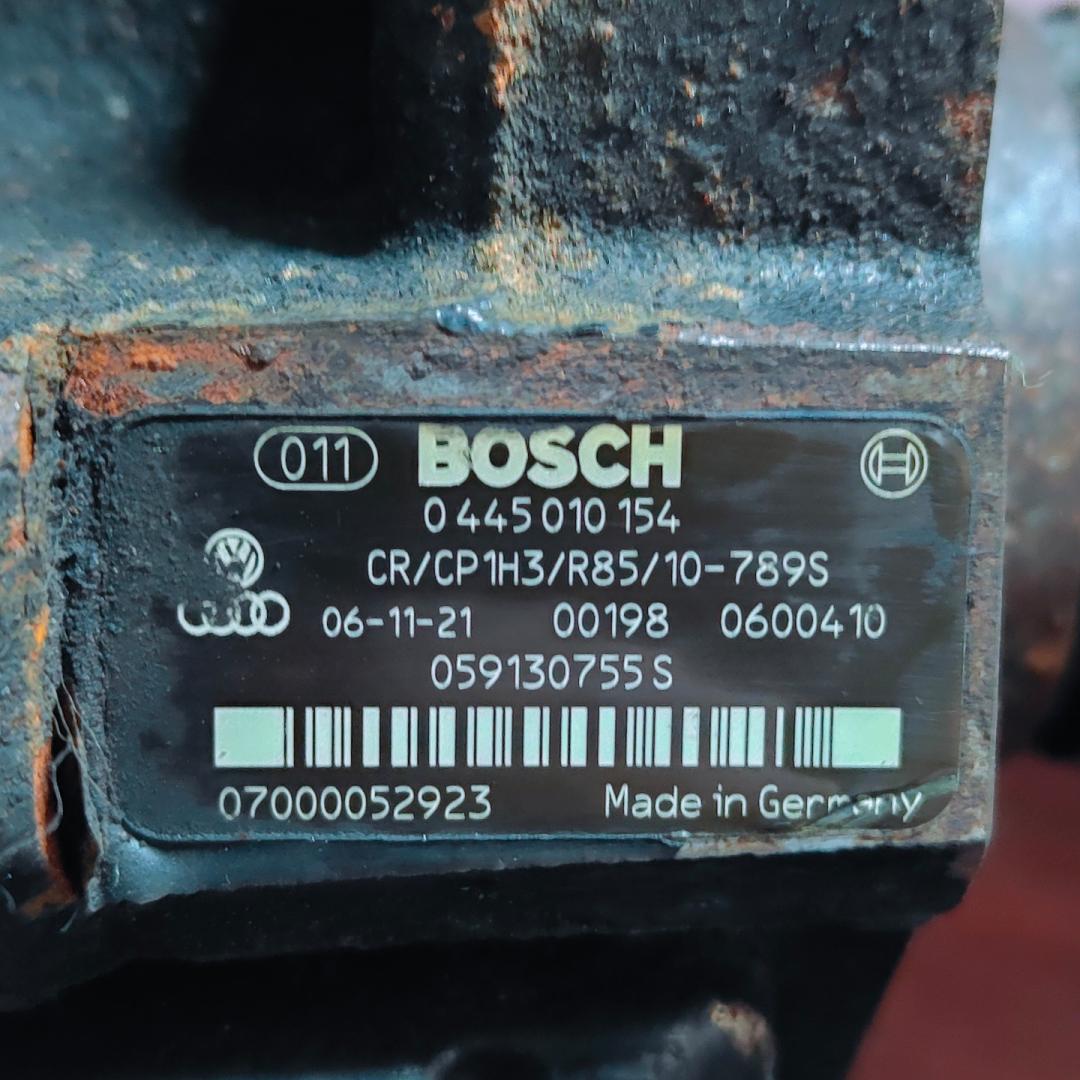 011 BOSCH
0 445 010 154
CR/CP1H3/R85/10-789S
06-11-21 00198 0600410
059130755S
07000052923 Made in Germany